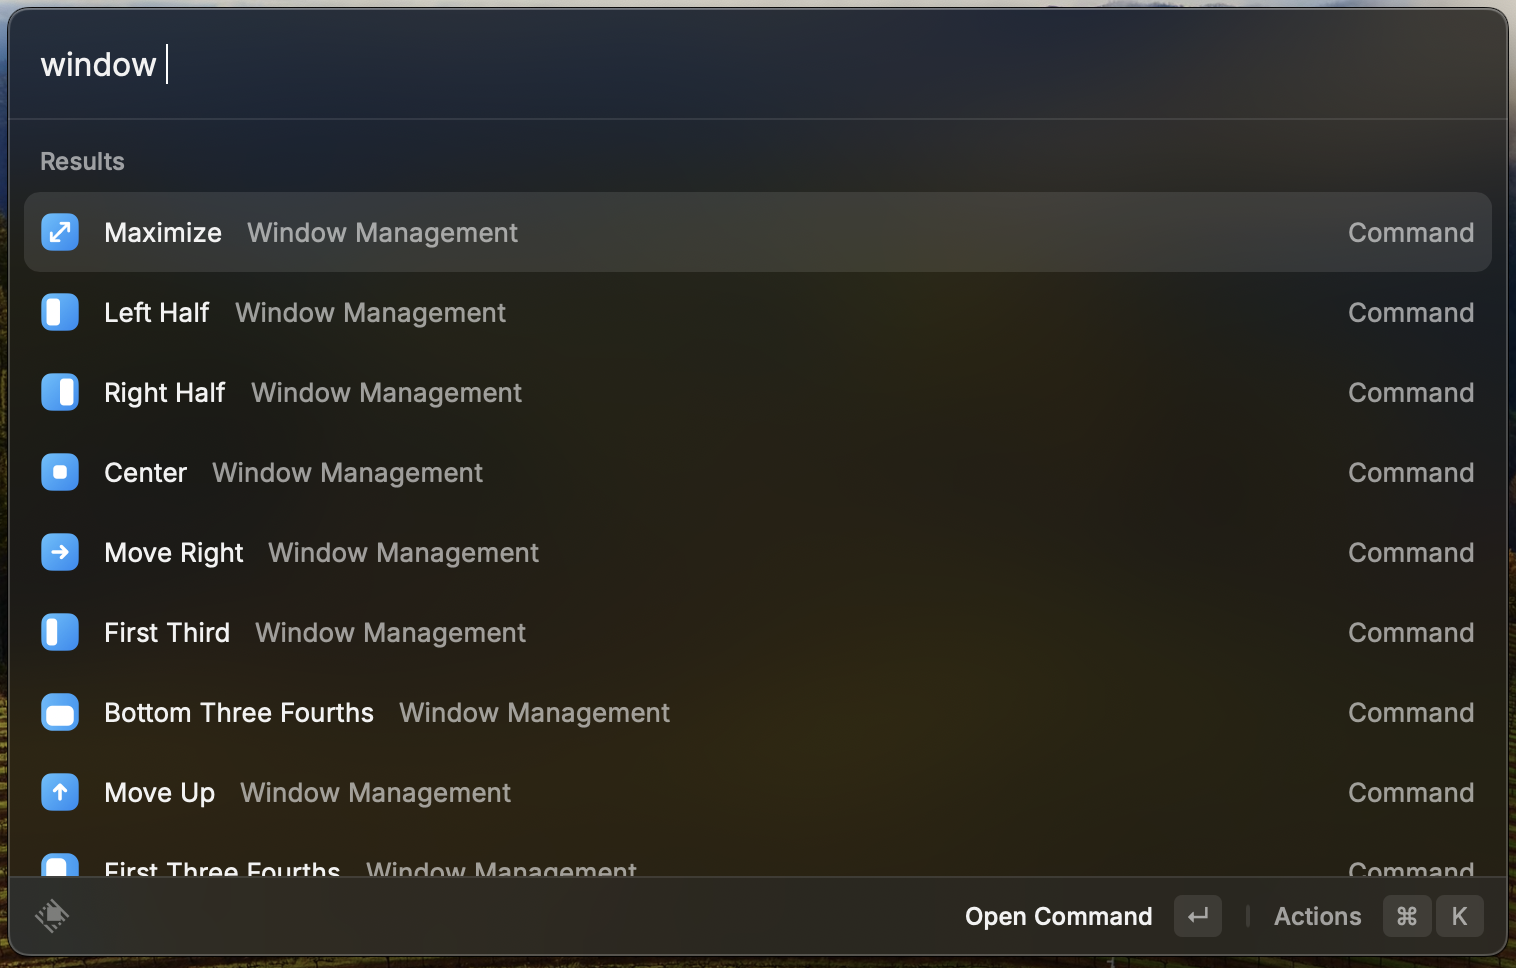 window
Results
Maximize Window Management Command
Left Half Window Management Command
Right Half Window Management Command
Center Window Management Command
Move Right Window Management Command
First Third Window Management Command
Bottom Three Fourths Window Management Command
Move Up Window Management Command
First Three Fourths Window Management Command
Open Command ↵ Actions ⌘ K